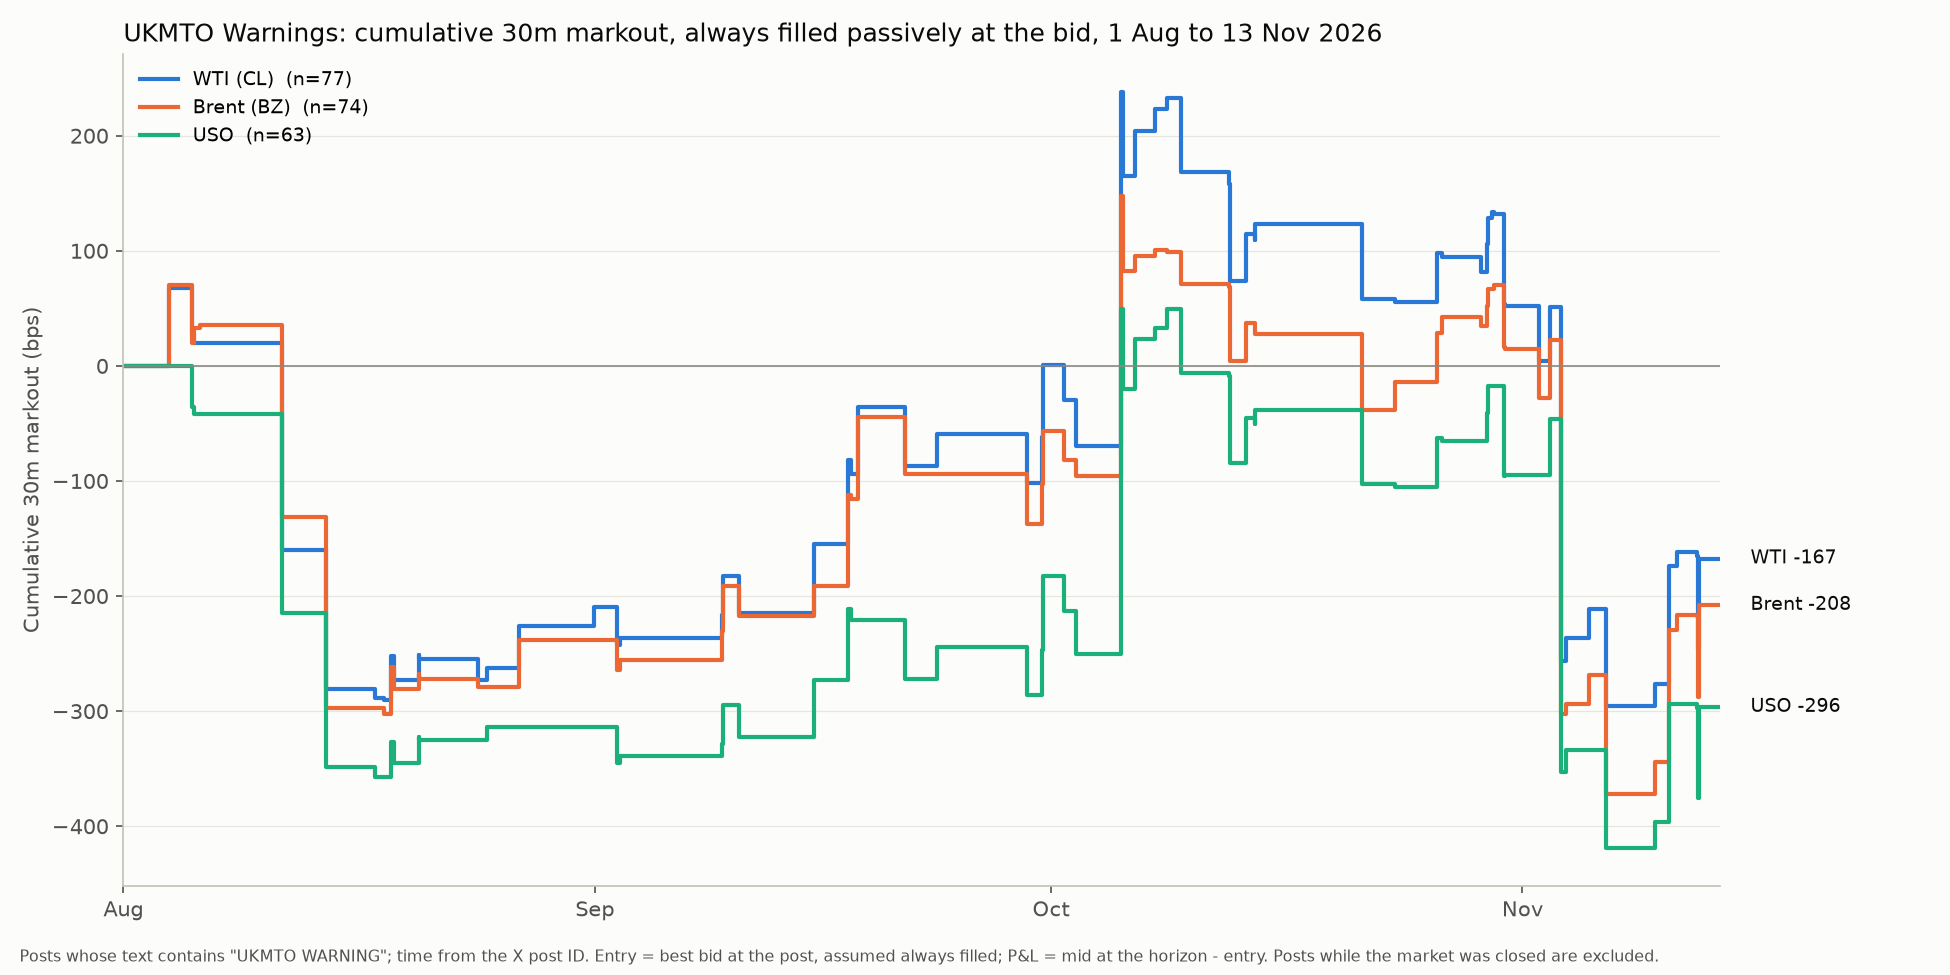 UKMTO Warnings: cumulative 30m markout, always filled passively at the bid, 1 Aug to 13 Nov 2026
WTI (CL)  (n=77)
Brent (BZ)  (n=74)
USO  (n=63)
Cumulative 30m markout (bps)
200
100
0
−100
−200
−300
−400
WTI -167
Brent -208
USO -296
Aug
Sep
Oct
Nov
Posts whose text contains "UKMTO WARNING"; time from the X post ID. Entry = best bid at the post, assumed always filled; P&L = mid at the horizon - entry. Posts while the market was closed are excluded.